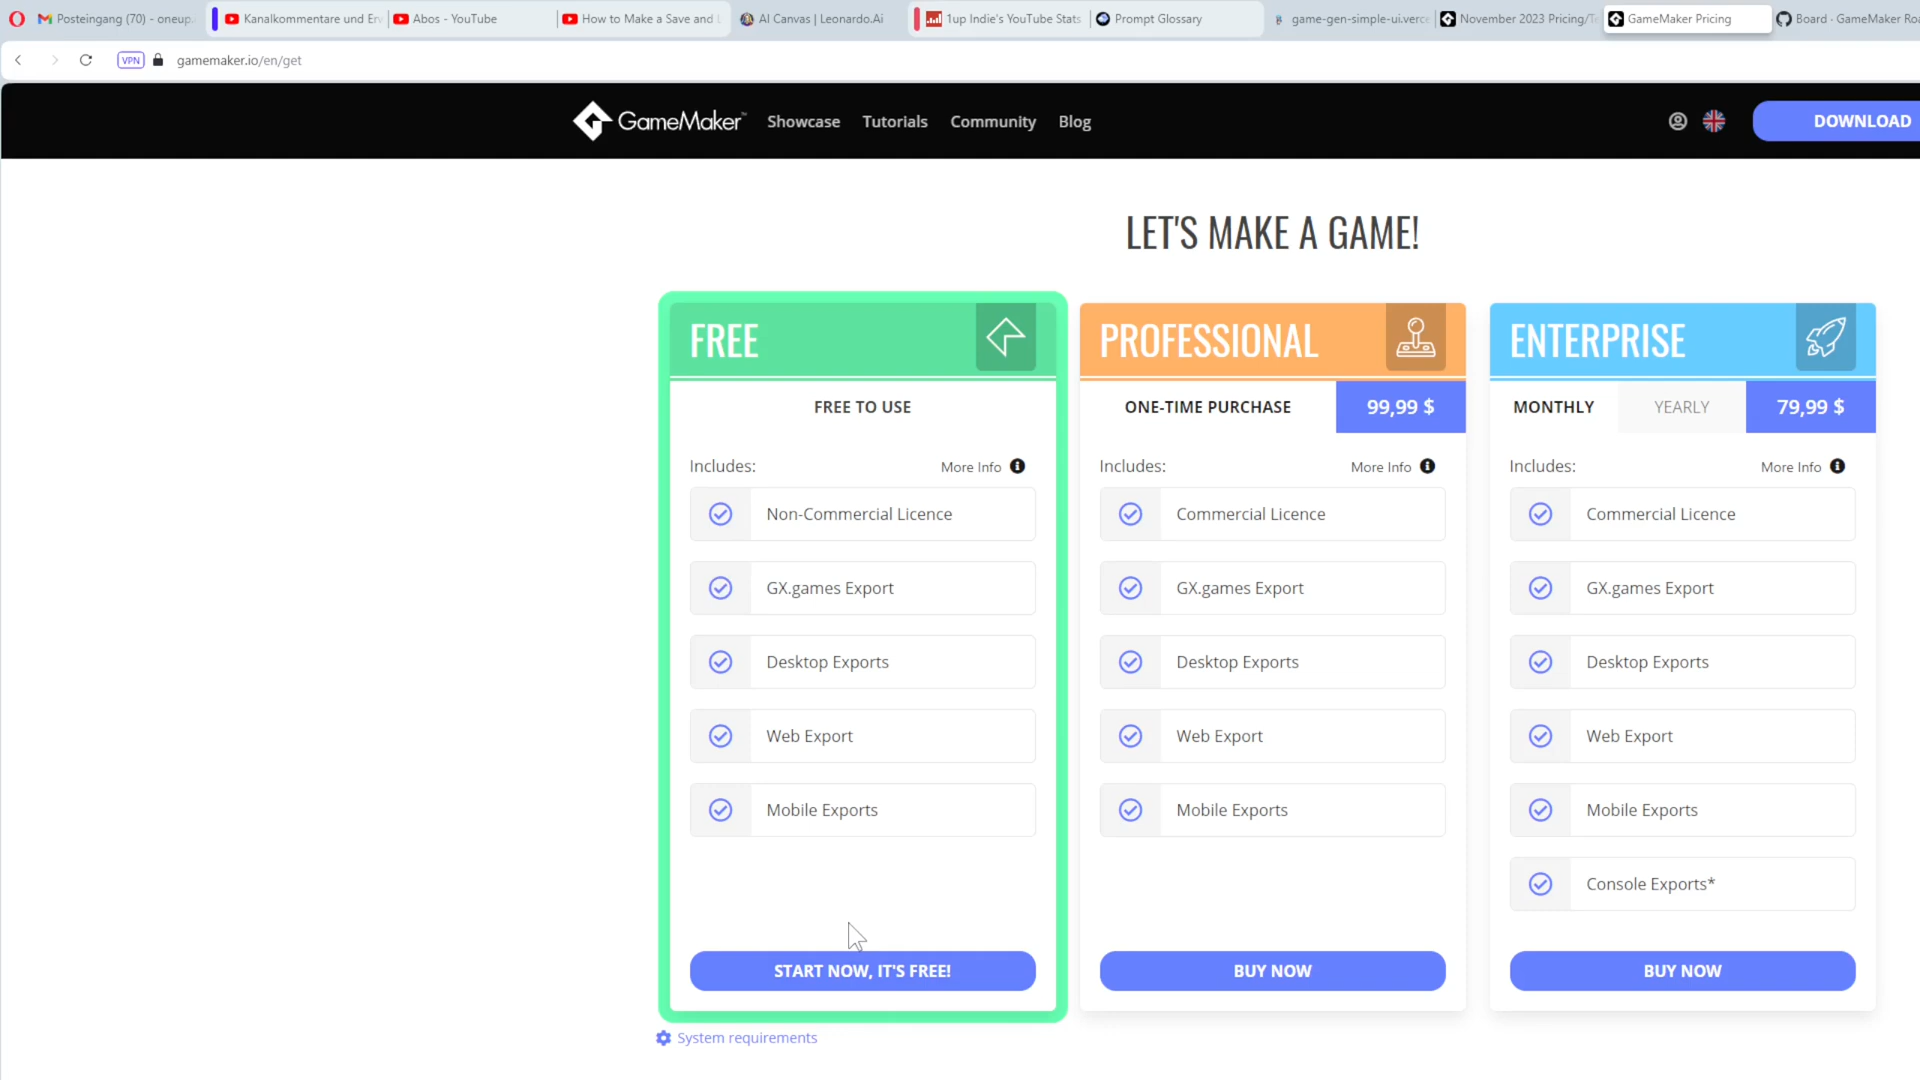 Posteingang (70) - oneup.
Kanalkommentare und Er
Abos - YouTube
How to Make a Save and L
AI Canvas | Leonardo.Ai
1up Indie's YouTube Stats
Prompt Glossary
game-gen-simple-ui.verce
November 2023 Pricing/Te
GameMaker Pricing
Board - GameMaker Roa
VPN
gamemaker.io/en/get
GameMaker™
Showcase
Tutorials
Community
Blog
DOWNLOAD
LET'S MAKE A GAME!
FREE
FREE TO USE
Includes:
More Info
Non-Commercial Licence
GX.games Export
Desktop Exports
Web Export
Mobile Exports
START NOW, IT'S FREE!
PROFESSIONAL
ONE-TIME PURCHASE
99,99 $
Includes:
More Info
Commercial Licence
GX.games Export
Desktop Exports
Web Export
Mobile Exports
BUY NOW
ENTERPRISE
MONTHLY
YEARLY
79,99 $
Includes:
More Info
Commercial Licence
GX.games Export
Desktop Exports
Web Export
Mobile Exports
Console Exports*
BUY NOW
System requirements